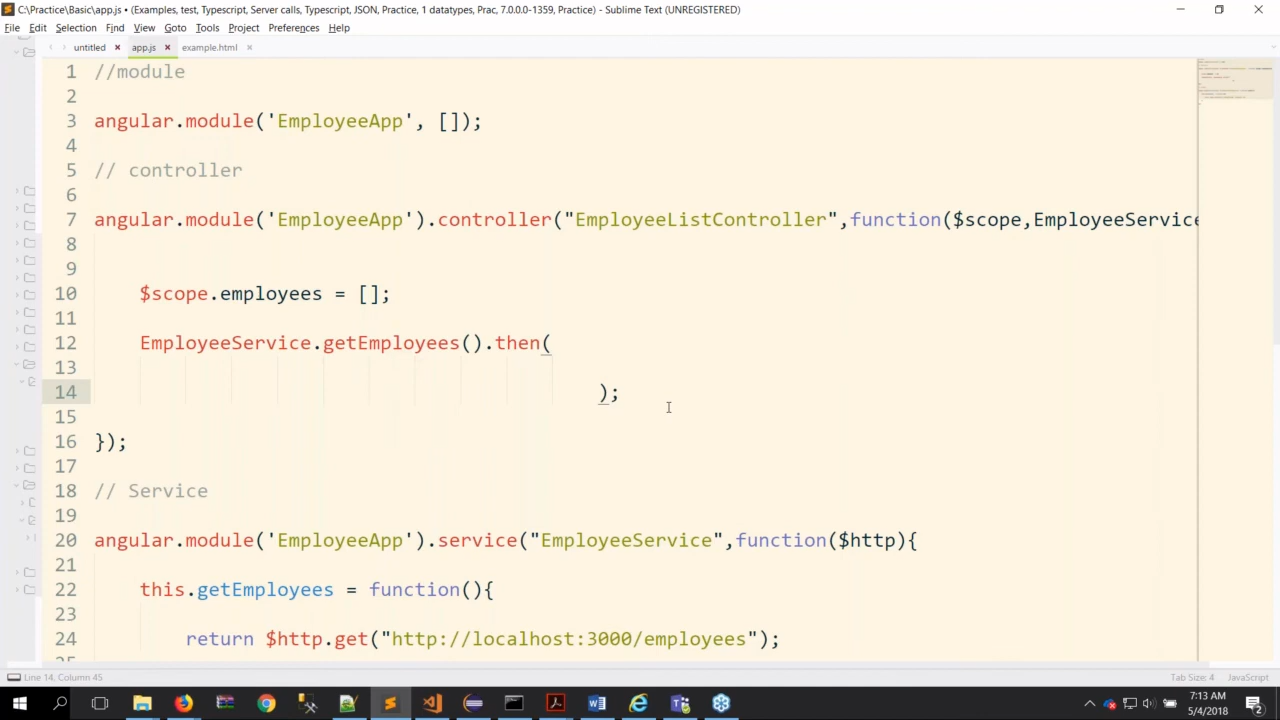 C:\Practice\Basic\app.js • (Examples, test, Typescript, Server calls, Typescript, JSON, Practice, 1 datatypes, Prac, 7.0.0.0-1359, Practice) - Sublime Text (UNREGISTERED)
File Edit Selection Find View Goto Tools Project Preferences Help
untitled app.js example.html
1 //module
2
3 angular.module('EmployeeApp', []);
4
5 // controller
6
7 angular.module('EmployeeApp').controller("EmployeeListController",function($scope,EmployeeService
8
9
10 $scope.employees = [];
11
12 EmployeeService.getEmployees().then(
13
14 );
15
16 });
17
18 // Service
19
20 angular.module('EmployeeApp').service("EmployeeService",function($http){
21
22 this.getEmployees = function(){
23
24 return $http.get("http://localhost:3000/employees");
25
Line 14, Column 45
Tab Size: 4 JavaScript
7:13 AM
5/4/2018
2